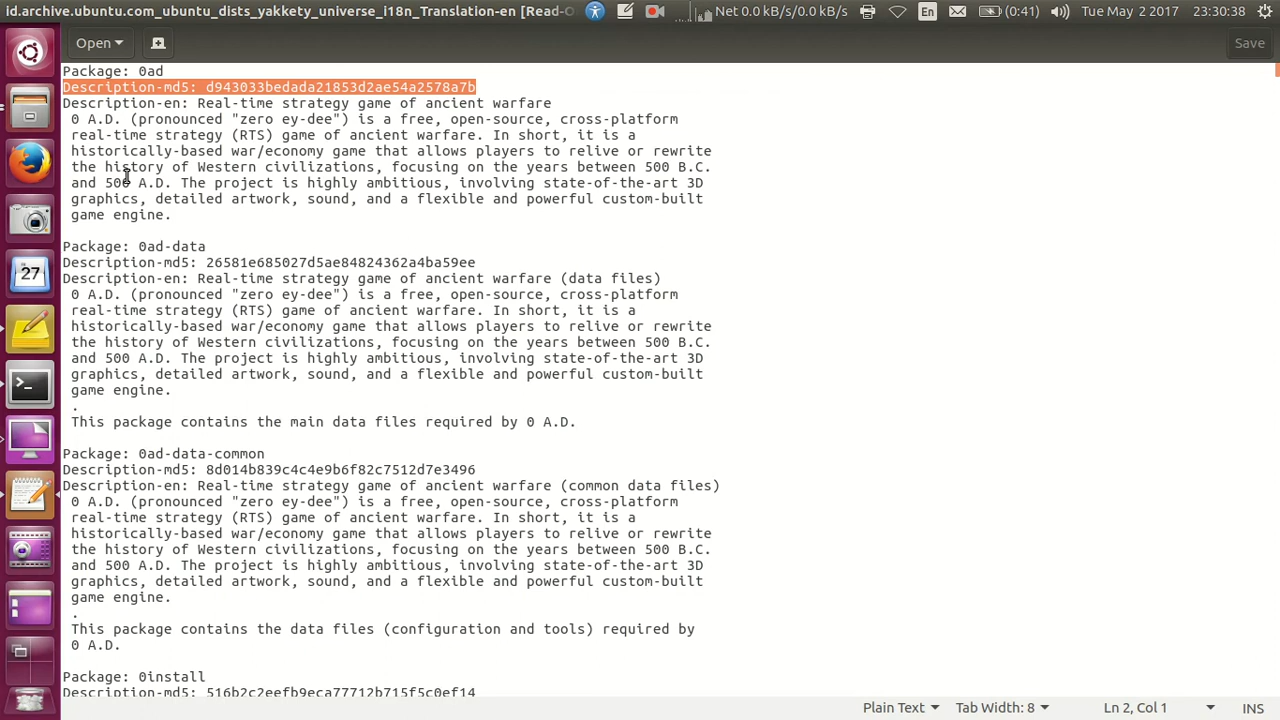 id.archive.ubuntu.com_ubuntu_dists_yakkety_universe_i18n_Translation-en [Read-O
Net 0.0 kB/s/0.0 kB/s
En
(0:41)
Tue May 2 2017
23:30:38
Open
Save
27
Package: 0ad
Description-md5: d943033bedada21853d2ae54a2578a7b
Description-en: Real-time strategy game of ancient warfare
0 A.D. (pronounced "zero ey-dee") is a free, open-source, cross-platform
real-time strategy (RTS) game of ancient warfare. In short, it is a
historically-based war/economy game that allows players to relive or rewrite
the history of Western civilizations, focusing on the years between 500 B.C.
and 500 A.D. The project is highly ambitious, involving state-of-the-art 3D
graphics, detailed artwork, sound, and a flexible and powerful custom-built
game engine.
Package: 0ad-data
Description-md5: 26581e685027d5ae84824362a4ba59ee
Description-en: Real-time strategy game of ancient warfare (data files)
0 A.D. (pronounced "zero ey-dee") is a free, open-source, cross-platform
real-time strategy (RTS) game of ancient warfare. In short, it is a
historically-based war/economy game that allows players to relive or rewrite
the history of Western civilizations, focusing on the years between 500 B.C.
and 500 A.D. The project is highly ambitious, involving state-of-the-art 3D
graphics, detailed artwork, sound, and a flexible and powerful custom-built
game engine.
.
This package contains the main data files required by 0 A.D.
Package: 0ad-data-common
Description-md5: 8d014b839c4c4e9b6f82c7512d7e3496
Description-en: Real-time strategy game of ancient warfare (common data files)
0 A.D. (pronounced "zero ey-dee") is a free, open-source, cross-platform
real-time strategy (RTS) game of ancient warfare. In short, it is a
historically-based war/economy game that allows players to relive or rewrite
the history of Western civilizations, focusing on the years between 500 B.C.
and 500 A.D. The project is highly ambitious, involving state-of-the-art 3D
graphics, detailed artwork, sound, and a flexible and powerful custom-built
game engine.
.
This package contains the data files (configuration and tools) required by
0 A.D.
Package: 0install
Description-md5: 516b2c2eefb9eca77712b715f5c0ef14
Plain Text
Tab Width: 8
Ln 2, Col 1
INS